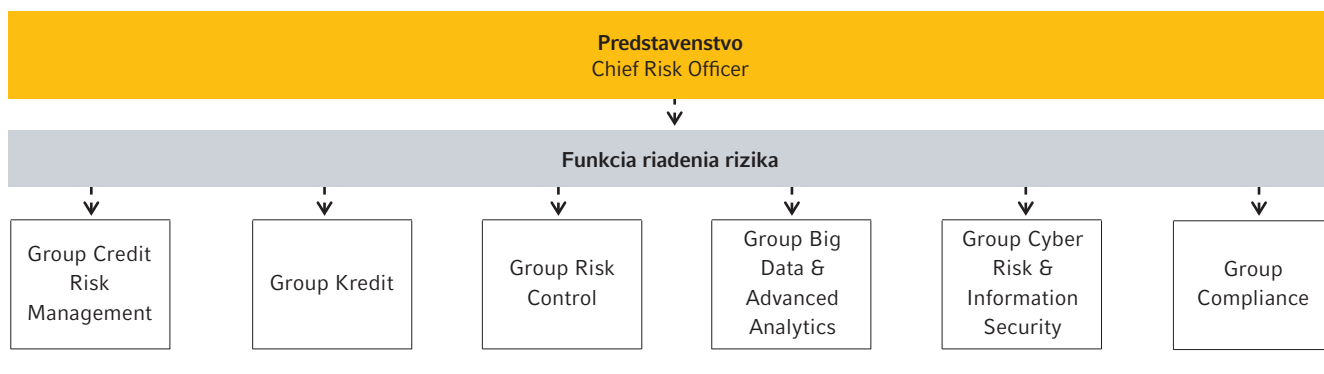 Predstavenstvo
Chief Risk Officer
Funkcia riadenia rizika
Group Credit
Risk
Management
Group Kredit
Group Risk
Control
Group Big
Data &
Advanced
Analytics
Group Cyber
Risk &
Information
Security
Group
Compliance